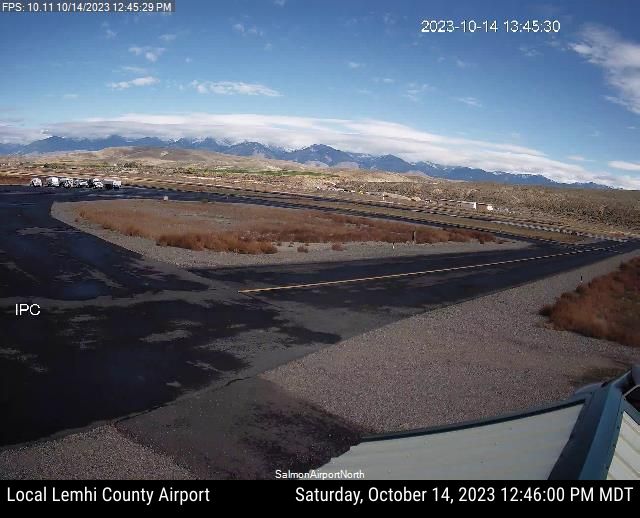 FPS: 10.11 10/14/2023 12:45:29 PM
2023-10-14 13:45:30
IPC
SalmonAirportNorth
Local Lemhi County Airport
Saturday, October 14, 2023 12:46:00 PM MDT